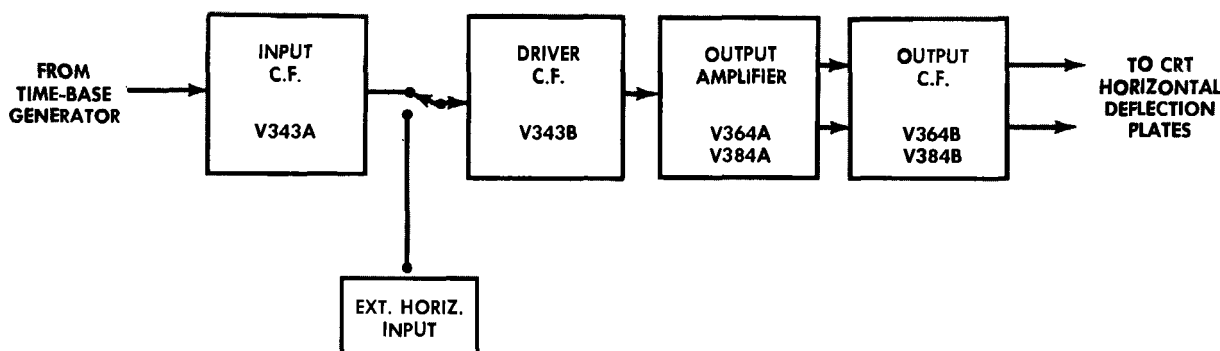 FROM
TIME-BASE
GENERATOR
INPUT
C.F.
V343A
DRIVER
C.F.
V343B
OUTPUT
AMPLIFIER
V364A
V384A
OUTPUT
C.F.
V364B
V384B
TO CRT
HORIZONTAL
DEFLECTION
PLATES
EXT. HORIZ.
INPUT